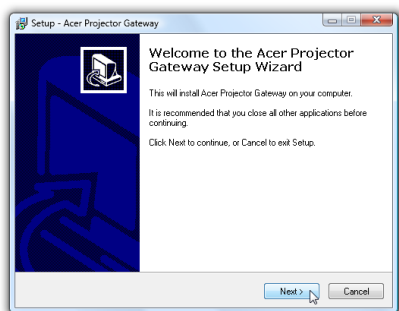 Setup - Acer Projector Gateway
Welcome to the Acer Projector
Gateway Setup Wizard
This will install Acer Projector Gateway on your computer.
It is recommended that you close all other applications before
continuing.
Click Next to continue, or Cancel to exit Setup.
Next >
Cancel